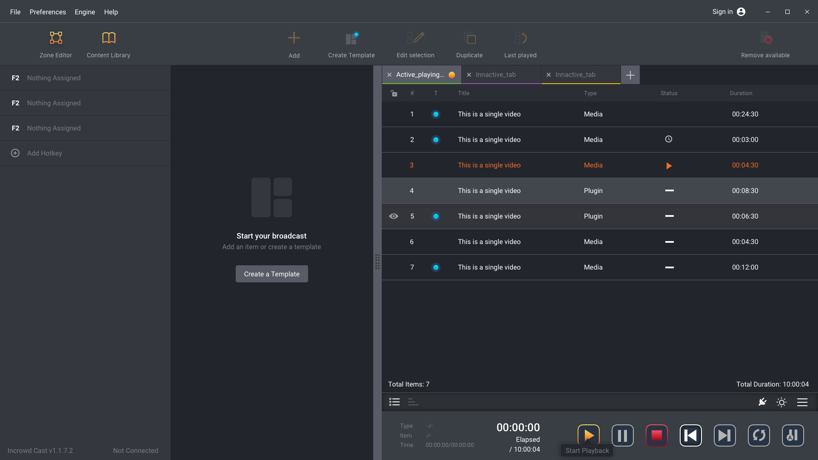 File Preferences Engine Help Sign in
Zone Editor Content Library Add Create Template Edit selection Duplicate Last played Remove available
F2 Nothing Assigned
F2 Nothing Assigned
F2 Nothing Assigned
Add Hotkey
Start your broadcast
Add an item or create a template
Create a Template
Active_playing... Innactive_tab Innactive_tab
# T Title Type Status Duration
1 This is a single video Media 00:24:30
2 This is a single video Media 00:03:00
3 This is a single video Media 00:04:30
4 This is a single video Plugin 00:08:30
5 This is a single video Plugin 00:06:30
6 This is a single video Media 00:04:30
7 This is a single video Media 00:12:00
Total Items: 7 Total Duration: 10:00:04
Type -/-
Item -/-
Time 00:00:00/00:00:00
00:00:00
Elapsed
/ 10:00:04
Start Playback
Incrowd Cast v1.1.7.2 Not Connected